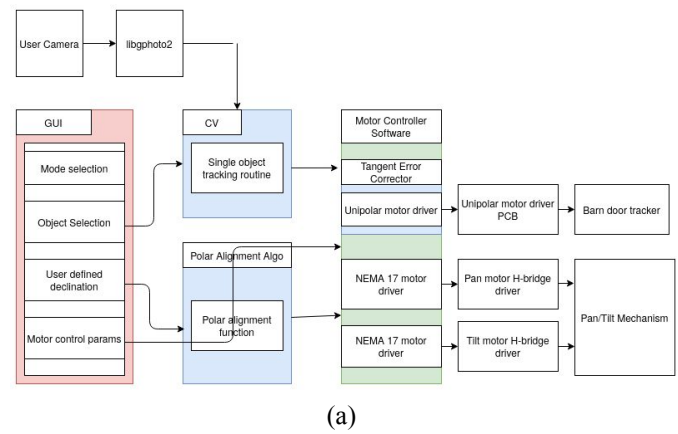 User Camera
libgphoto2
GUI
CV
Motor Controller
Software
Mode selection
Single object
tracking routine
Tangent Error
Corrector
Object Selection
Unipolar motor driver
Unipolar motor driver
PCB
Barn door tracker
Polar Alignment Algo
User defined
declination
NEMA 17 motor
driver
Pan motor H-bridge
driver
Pan/Tilt Mechanism
Polar alignment
function
Motor control params
NEMA 17 motor
driver
Tilt motor H-bridge
driver
(a)